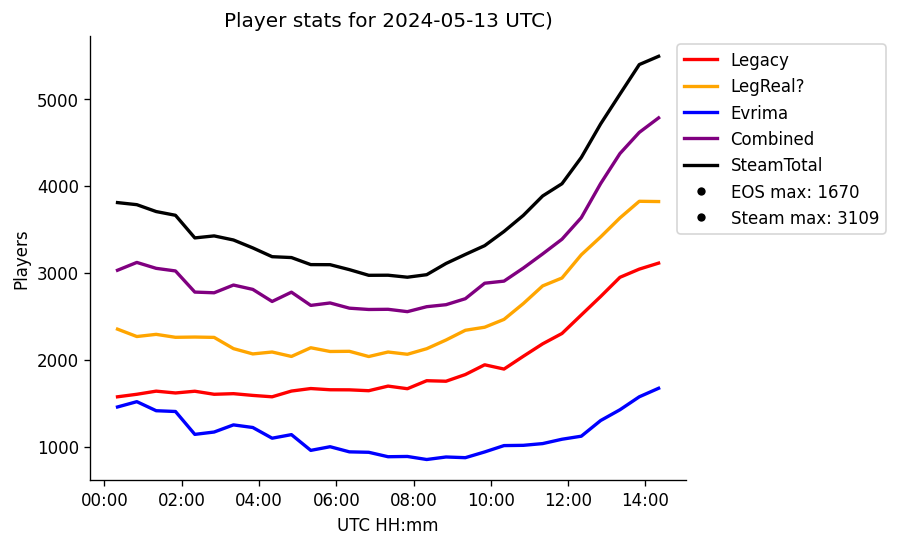 Player stats for 2024-05-13 UTC)
Legacy
LegReal?
Evrima
Combined
SteamTotal
EOS max: 1670
Steam max: 3109
Players
5000
4000
3000
2000
1000
00:00 02:00 04:00 06:00 08:00 10:00 12:00 14:00
UTC HH:mm